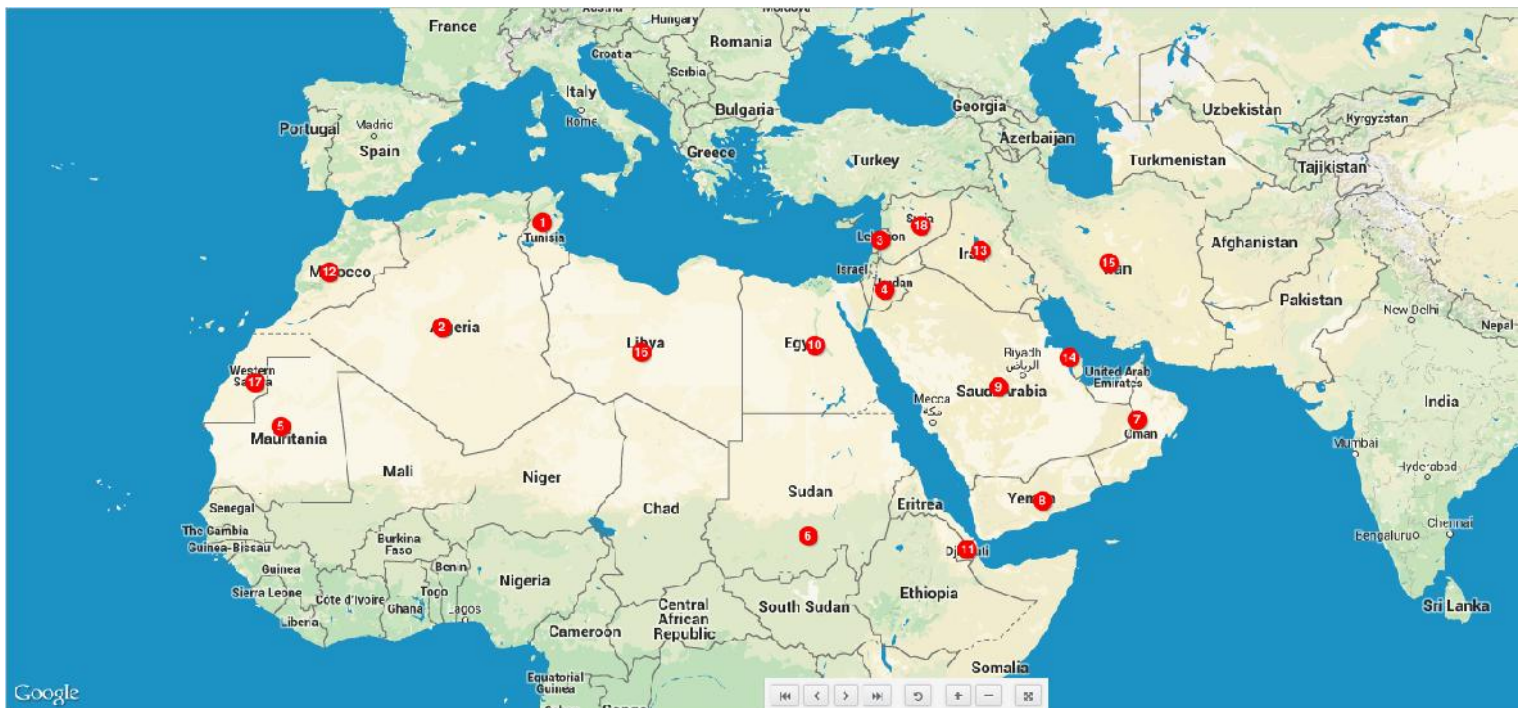 Austria
Hungary
Moldova
France
Romania
Croatia
Serbia
Italy
Rome
Bulgaria
Georgia
Uzbekistan
Kyrgyzstan
Portugal
Madrid
Spain
Greece
Turkey
Azerbaijan
Turkmenistan
Tajikistan
1
Tunisia
18
3
Israel
13
15
Afghanistan
12
4
Pakistan
New Delhi
Nepal
2
Libya
16
10
Riyadh
الرياض
14
United Arab
Emirates
Western
17
9
Saudi Arabia
Mecca
مكة
India
5
Mauritania
7
Oman
Mumbai
Mali
Niger
Sudan
Hyderabad
Chad
Eritrea
8
Senegal
The Gambia
Guinea-Bissau
Burkina
Faso
6
11
Chennai
Bengaluru
Guinea
Benin
Nigeria
Sierra Leone
Côte d'Ivoire
Ghana
Togo
Lagos
Liberia
Central
African
Republic
South Sudan
Ethiopia
Sri Lanka
Cameroon
Somalia
Equatorial
Guinea
Google